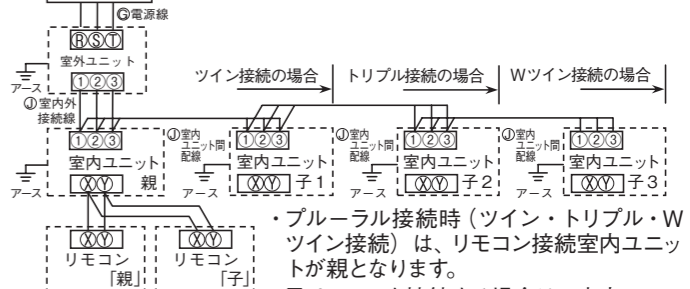 Ⓖ電源線
ⓇⓈⓉ
室外ユニット
①②③
アース
Ⓙ室内外
接続線
ツイン接続の場合
トリプル接続の場合
Wツイン接続の場合
①②③
室内ユニット
ⓍⓎ
親
アース
Ⓙ室内
ユニット間
配線
①②③
室内ユニット
ⓍⓎ
子1
アース
Ⓙ室内
ユニット間
配線
①②③
室内ユニット
ⓍⓎ
子2
アース
Ⓙ室内
ユニット間
配線
①②③
室内ユニット
ⓍⓎ
子3
アース
ⓍⓎ
リモコン
「親」
ⓍⓎ
リモコン
「子」
・プルーラル接続時（ツイン・トリプル・W
ツイン接続）は、リモコン接続室内ユニッ
トが親となります。